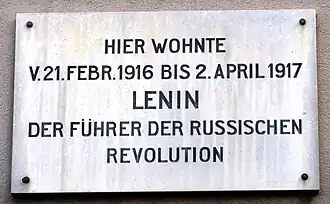 HIER WOHNTE
V.21.FEBR.1916 BIS 2.APRIL 1917
LENIN
DER FÜHRER DER RUSSISCHEN
REVOLUTION